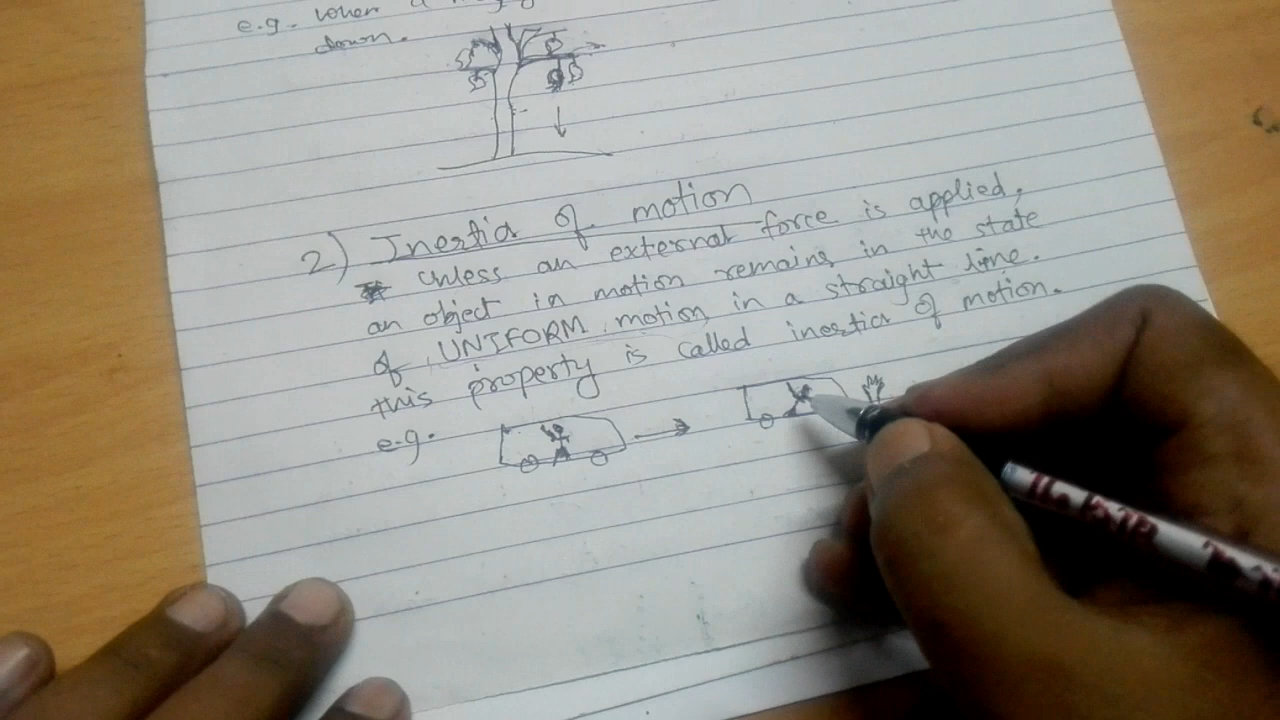 e.g. when a
down.
2) Inertia of motion
unless an external force is applied,
an object in motion remains in the state
of UNIFORM motion in a straight line.
this property is called inertia of motion.
e.g.